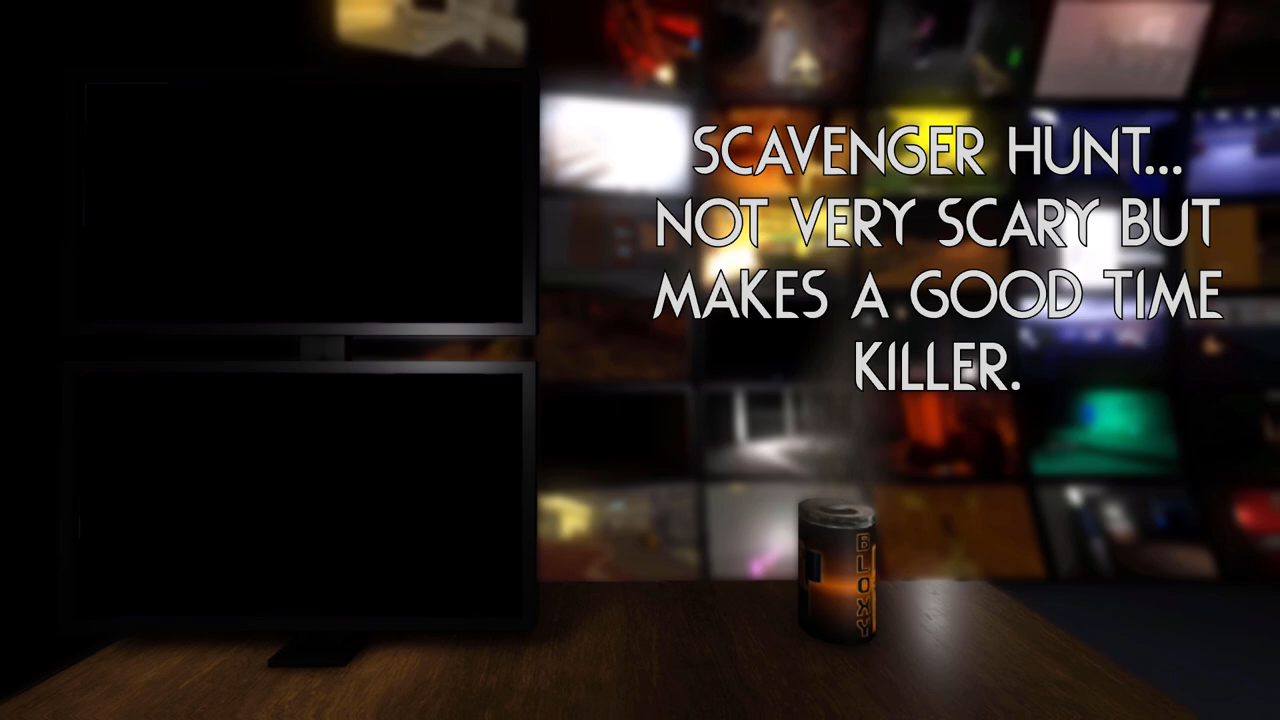 SCAVENGER HUNT...
NOT VERY SCARY BUT
MAKES A GOOD TIME
KILLER.
BLOXY